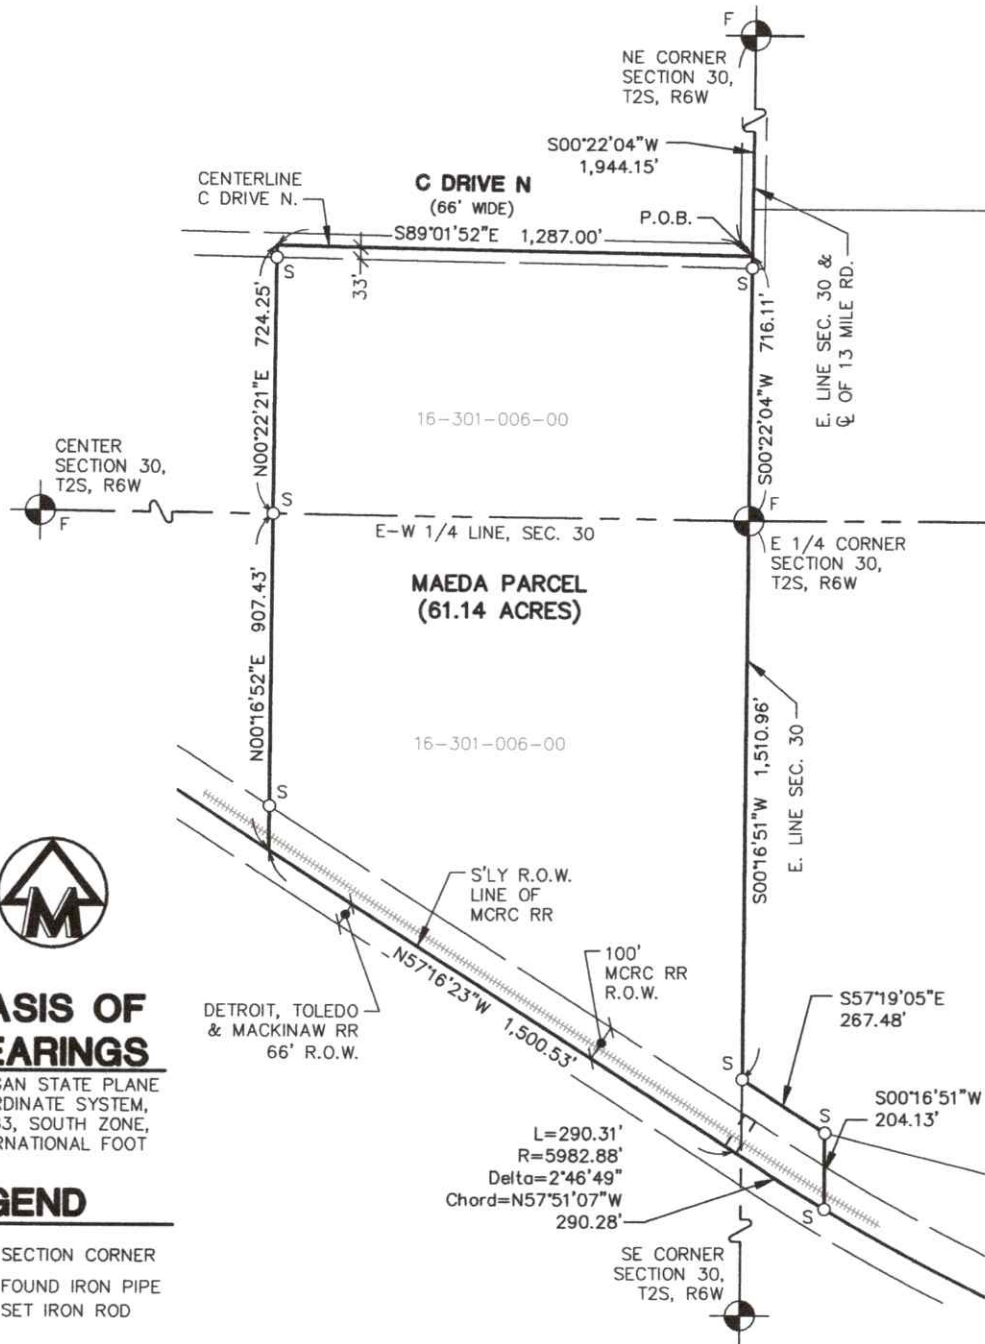 F
NE CORNER
SECTION 30,
T2S, R6W
S00°22'04"W
1,944.15'
CENTERLINE
C DRIVE N.
C DRIVE N
(66' WIDE)
S89°01'52"E 1,287.00'
P.O.B.
S
33'
S
N00°22'21"E 724.25'
S00°22'04"W 716.11'
E. LINE SEC. 30 &
℄ OF 13 MILE RD.
16-301-006-00
CENTER
SECTION 30,
T2S, R6W
F
S
F
E-W 1/4 LINE, SEC. 30
E 1/4 CORNER
SECTION 30,
T2S, R6W
MAEDA PARCEL
(61.14 ACRES)
N00°16'52"E 907.43'
S00°16'51"W 1,510.96'
E. LINE SEC. 30
16-301-006-00
S
M
S'LY R.O.W.
LINE OF
MCRC RR
N57°16'23"W 1,500.53'
100'
MCRC RR
R.O.W.
DETROIT, TOLEDO
& MACKINAW RR
66' R.O.W.
S57°19'05"E
267.48'
S
S
S00°16'51"W
204.13'
S
L=290.31'
R=5982.88'
Delta=2°46'49"
Chord=N57°51'07"W
290.28'
SE CORNER
SECTION 30,
T2S, R6W
ASIS OF
EARINGS
AN STATE PLANE
RDINATE SYSTEM,
3, SOUTH ZONE,
RNATIONAL FOOT
GEND
SECTION CORNER
FOUND IRON PIPE
SET IRON ROD